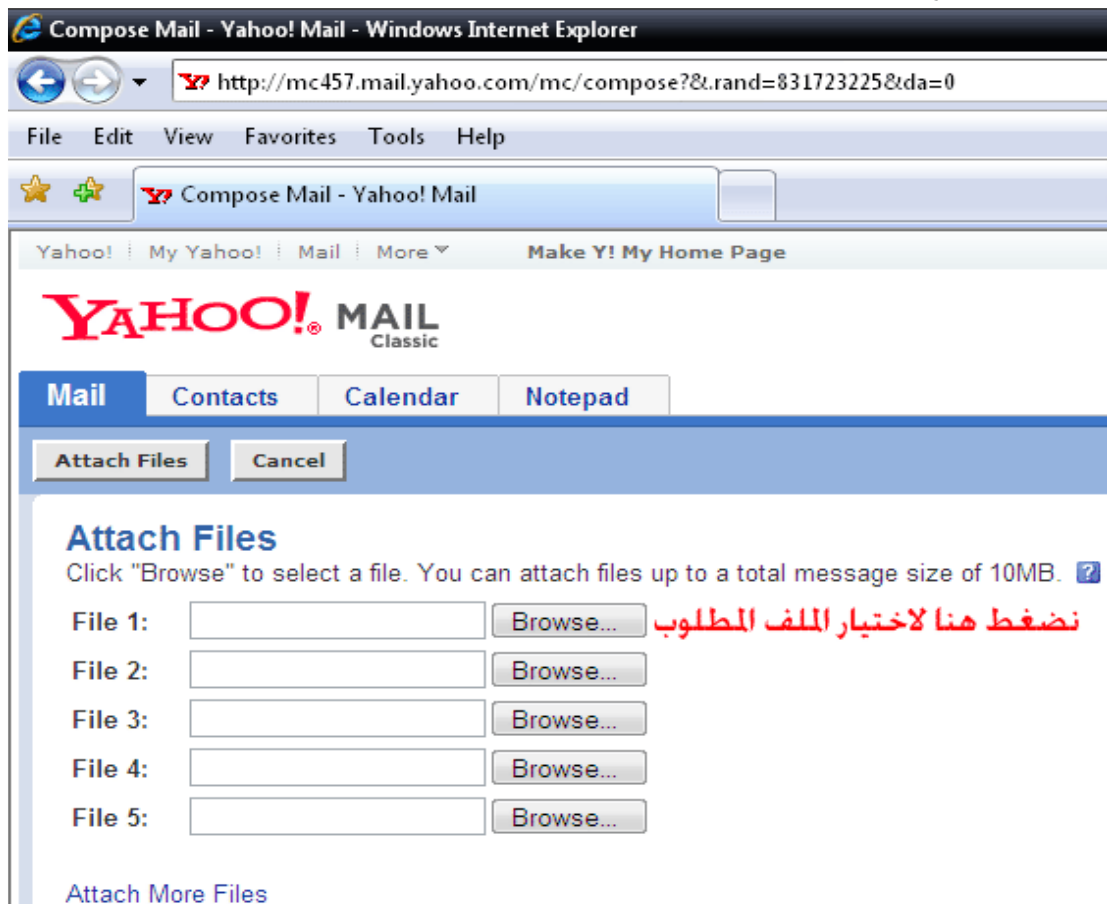 Compose Mail - Yahoo! Mail - Windows Internet Explorer
http://mc457.mail.yahoo.com/mc/compose?&.rand=831723225&da=0
File Edit View Favorites Tools Help
Compose Mail - Yahoo! Mail
Yahoo! My Yahoo! Mail More Make Y! My Home Page
YAHOO!® MAIL
Classic
Mail Contacts Calendar Notepad
Attach Files Cancel
Attach Files
Click "Browse" to select a file. You can attach files up to a total message size of 10MB. ?
File 1: Browse... نضغط هنا لاختيار الملف المطلوب
File 2: Browse...
File 3: Browse...
File 4: Browse...
File 5: Browse...
Attach More Files